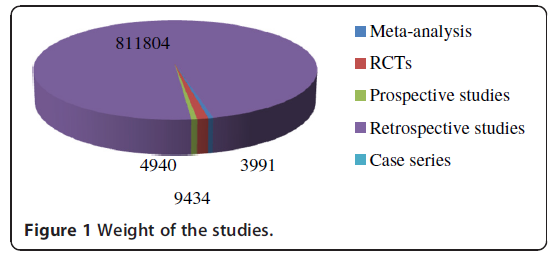 811804
4940
3991
9434
Meta-analysis
RCTs
Prospective studies
Retrospective studies
Case series
Figure 1 Weight of the studies.